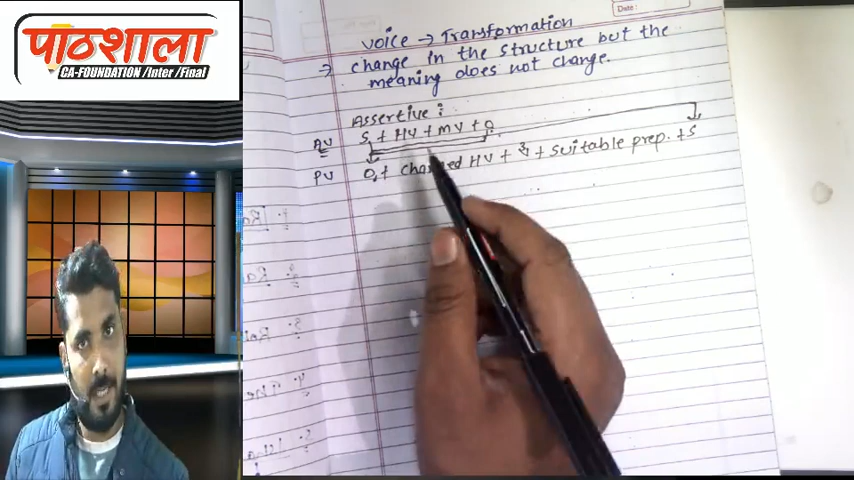 पाठशाला
CA-FOUNDATION/Inter/Final
Date:
voice → Transformation
→ change in the structure but the
meaning does not change.
Assertive:
AV S + HV + MV + O
PV O + changed HV + V3 + suitable prep. + S